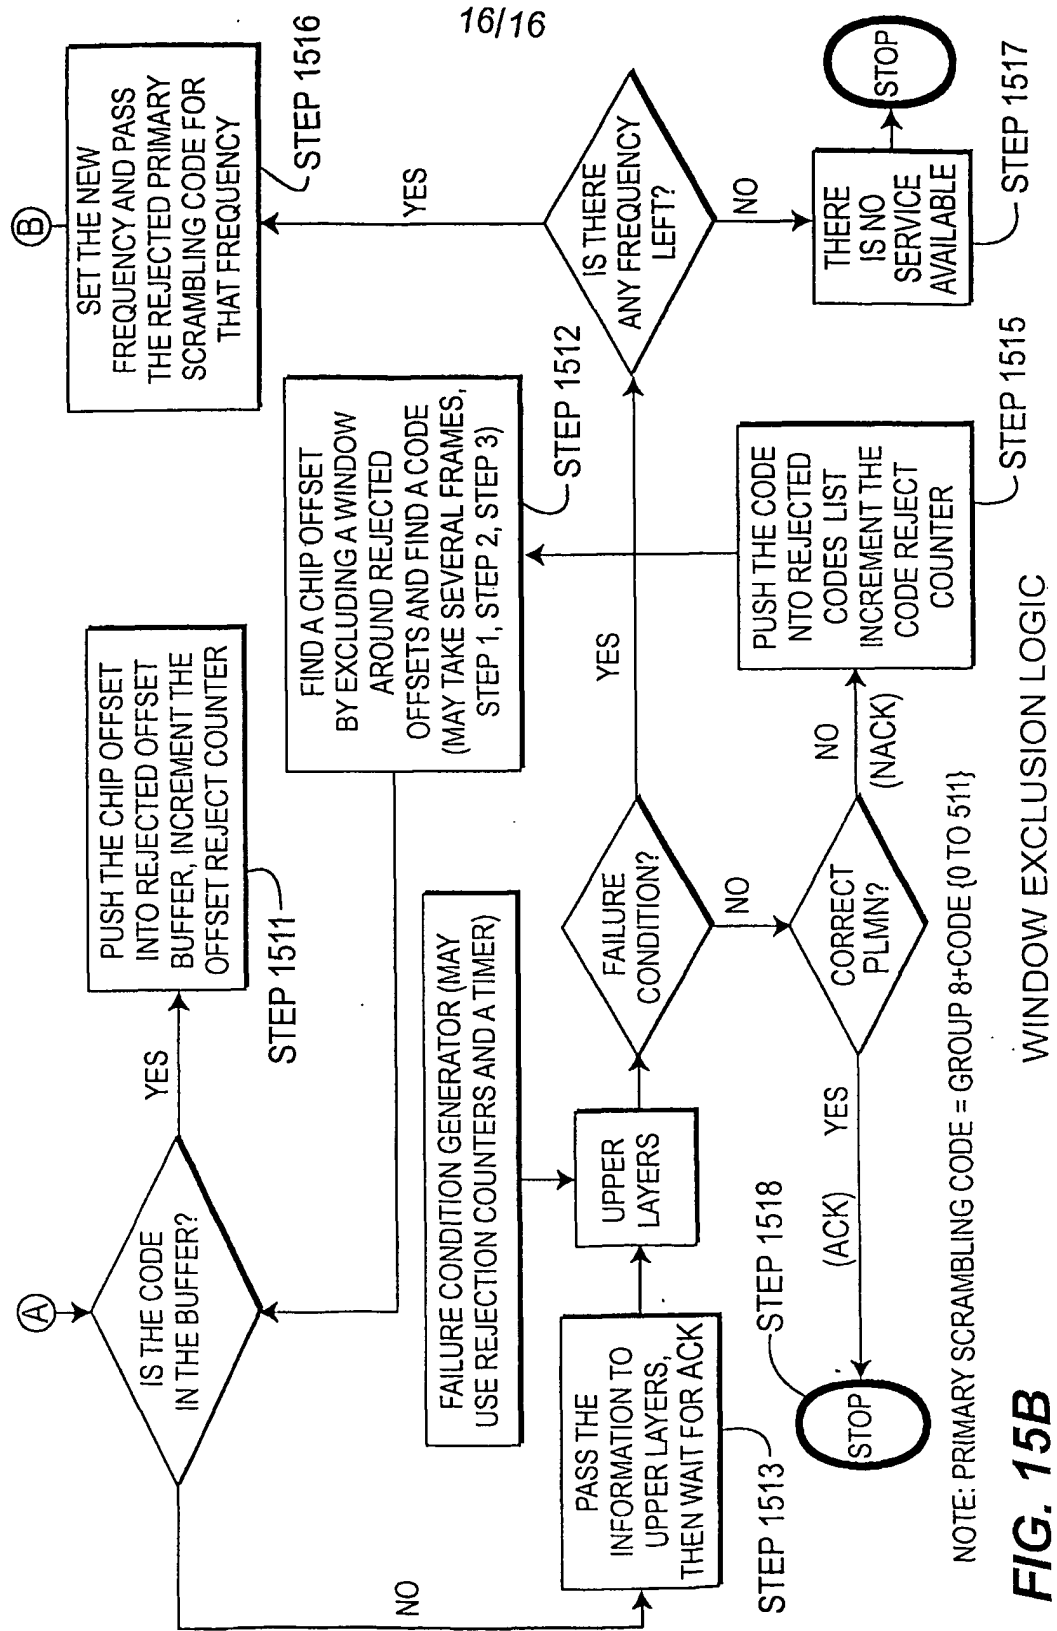 16/16
A
IS THE CODE
IN THE BUFFER?
YES
NO
PUSH THE CHIP OFFSET
INTO REJECTED OFFSET
BUFFER, INCREMENT THE
OFFSET REJECT COUNTER
STEP 1511
B
SET THE NEW
FREQUENCY AND PASS
THE REJECTED PRIMARY
SCRAMBLING CODE FOR
THAT FREQUENCY
STEP 1516
FIND A CHIP OFFSET
BY EXCLUDING A WINDOW
AROUND REJECTED
OFFSETS AND FIND A CODE
(MAY TAKE SEVERAL FRAMES,
STEP 1, STEP 2, STEP 3)
STEP 1512
YES
FAILURE CONDITION GENERATOR (MAY
USE REJECTION COUNTERS AND A TIMER)
PASS THE
INFORMATION TO
UPPER LAYERS,
THEN WAIT FOR ACK
STEP 1513
UPPER
LAYERS
FAILURE
CONDITION?
YES
NO
IS THERE
ANY FREQUENCY
LEFT?
NO
THERE
IS NO
SERVICE
AVAILABLE
STEP 1517
STOP
CORRECT
PLMN?
NO
(NACK)
PUSH THE CODE
NTO REJECTED
CODES LIST
INCREMENT THE
CODE REJECT
COUNTER
STEP 1515
YES
(ACK)
STOP
STEP 1518
NOTE: PRIMARY SCRAMBLING CODE = GROUP 8+CODE {0 TO 511}
WINDOW EXCLUSION LOGIC
FIG. 15B